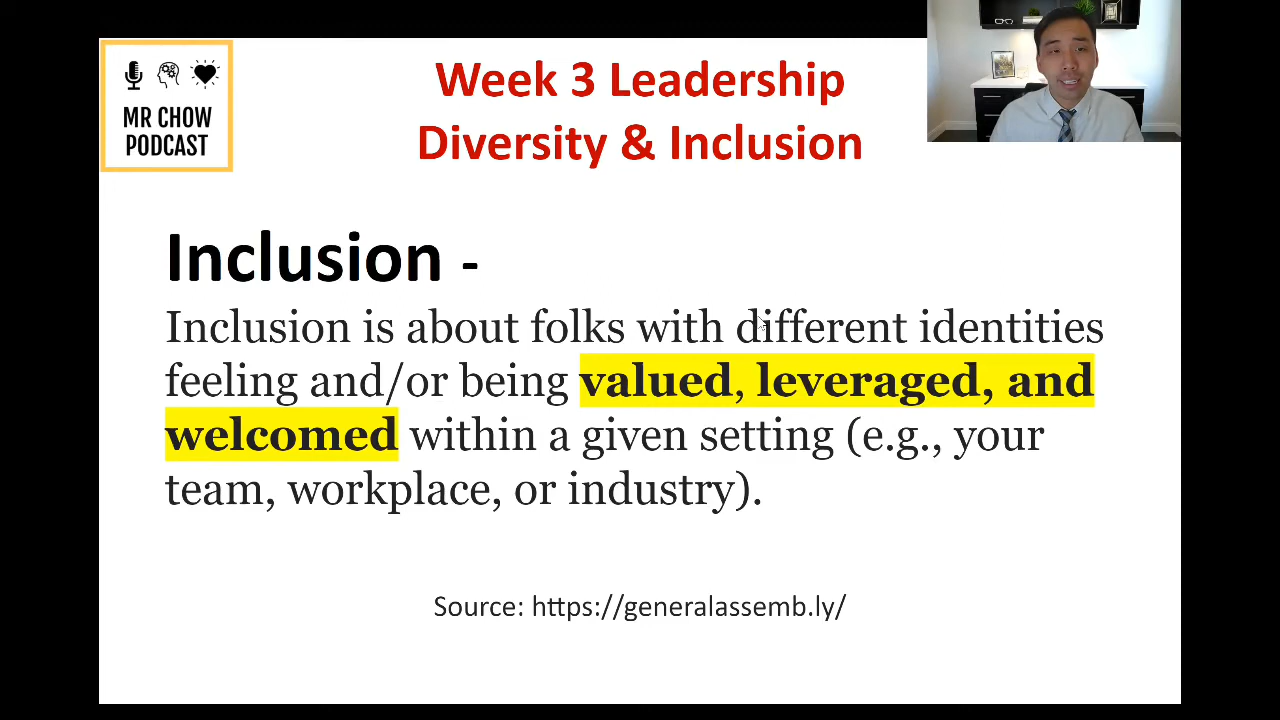 MR CHOW
PODCAST
Week 3 Leadership
Diversity & Inclusion
Inclusion -
Inclusion is about folks with different identities
feeling and/or being valued, leveraged, and
welcomed within a given setting (e.g., your
team, workplace, or industry).
Source: https://generalassemb.ly/